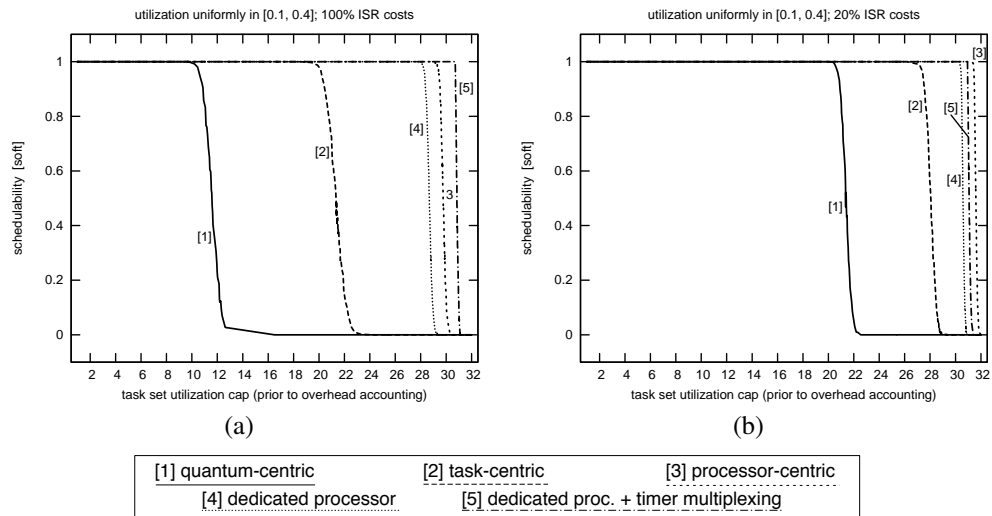 utilization uniformly in [0.1, 0.4]; 100% ISR costs
1
0.8
0.6
0.4
0.2
0
schedulability [soft]
[1]
[2]
[4]
3
[5]
2 4 6 8 10 12 14 16 18 20 22 24 26 28 30 32
task set utilization cap (prior to overhead accounting)
(a)
utilization uniformly in [0.1, 0.4]; 20% ISR costs
1
0.8
0.6
0.4
0.2
0
schedulability [soft]
[1]
[2]
[3]
[5]
[4]
2 4 6 8 10 12 14 16 18 20 22 24 26 28 30 32
task set utilization cap (prior to overhead accounting)
(b)
[1] quantum-centric [2] task-centric [3] processor-centric
[4] dedicated processor [5] dedicated proc. + timer multiplexing